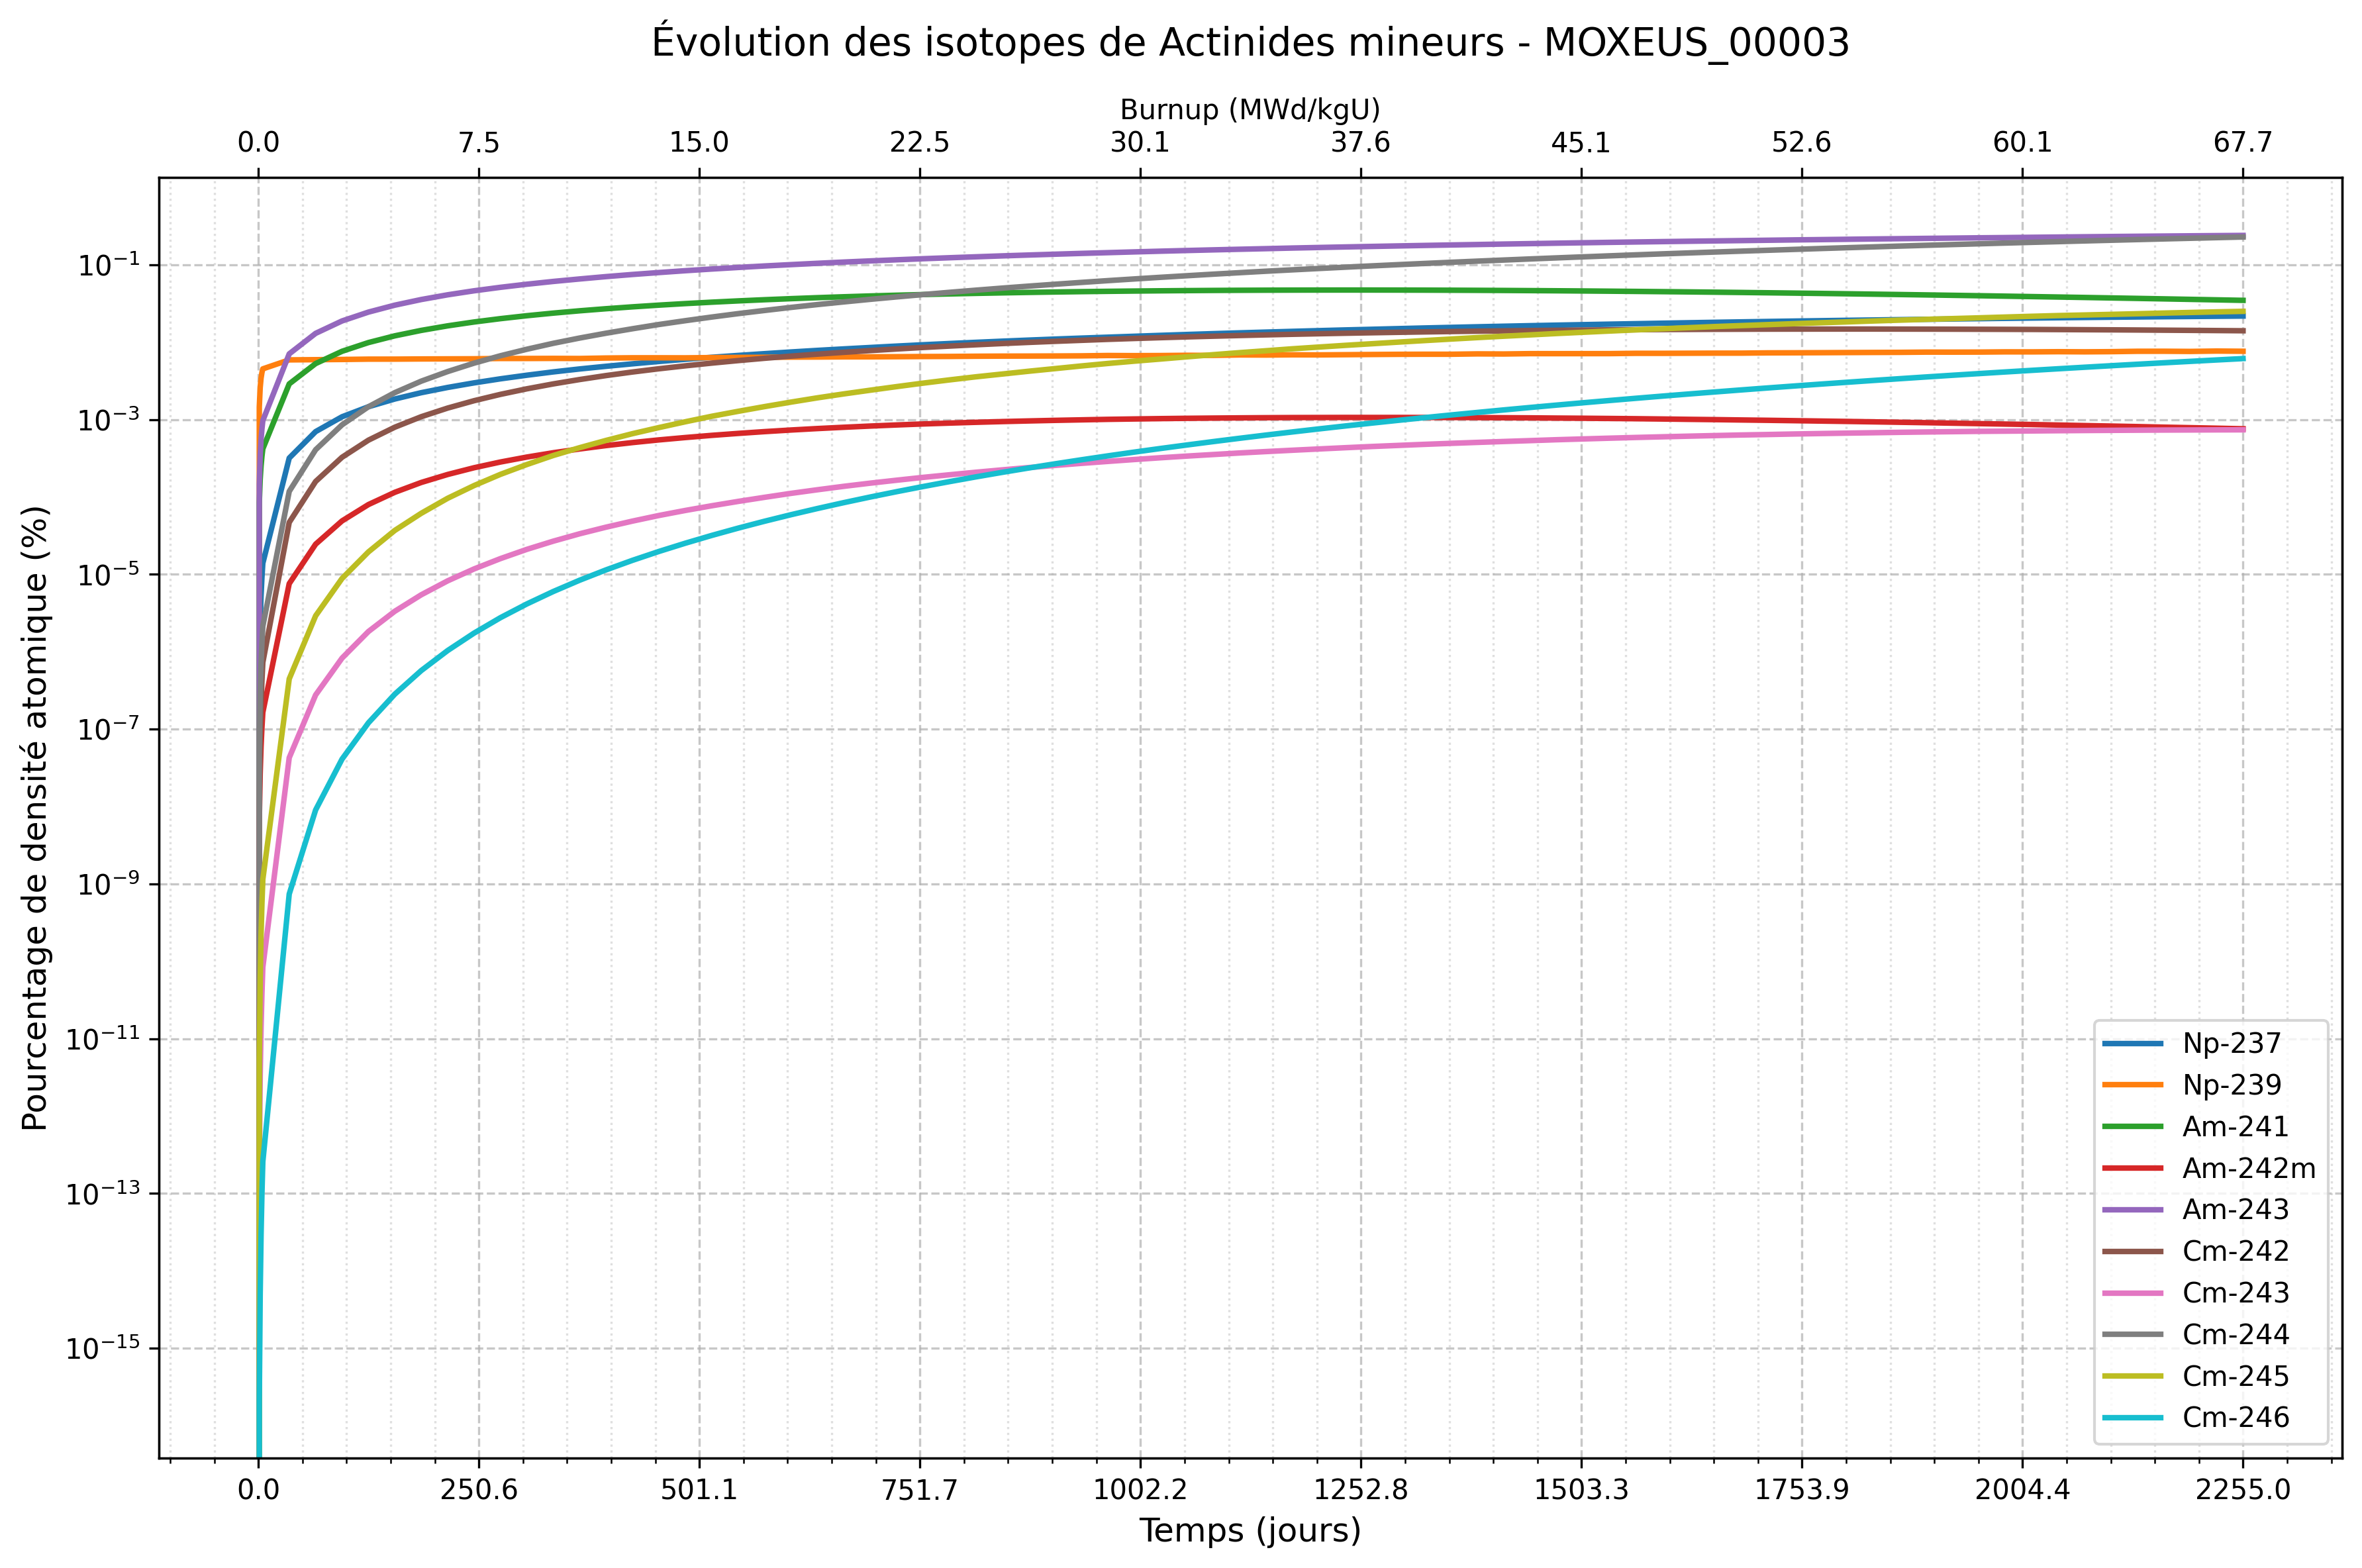 Évolution des isotopes de Actinides mineurs - MOXEUS_00003
Burnup (MWd/kgU)
0.0 7.5 15.0 22.5 30.1 37.6 45.1 52.6 60.1 67.7
Pourcentage de densité atomique (%)
10⁻¹
10⁻³
10⁻⁵
10⁻⁷
10⁻⁹
10⁻¹¹
10⁻¹³
10⁻¹⁵
Np-237
Np-239
Am-241
Am-242m
Am-243
Cm-242
Cm-243
Cm-244
Cm-245
Cm-246
0.0 250.6 501.1 751.7 1002.2 1252.8 1503.3 1753.9 2004.4 2255.0
Temps (jours)